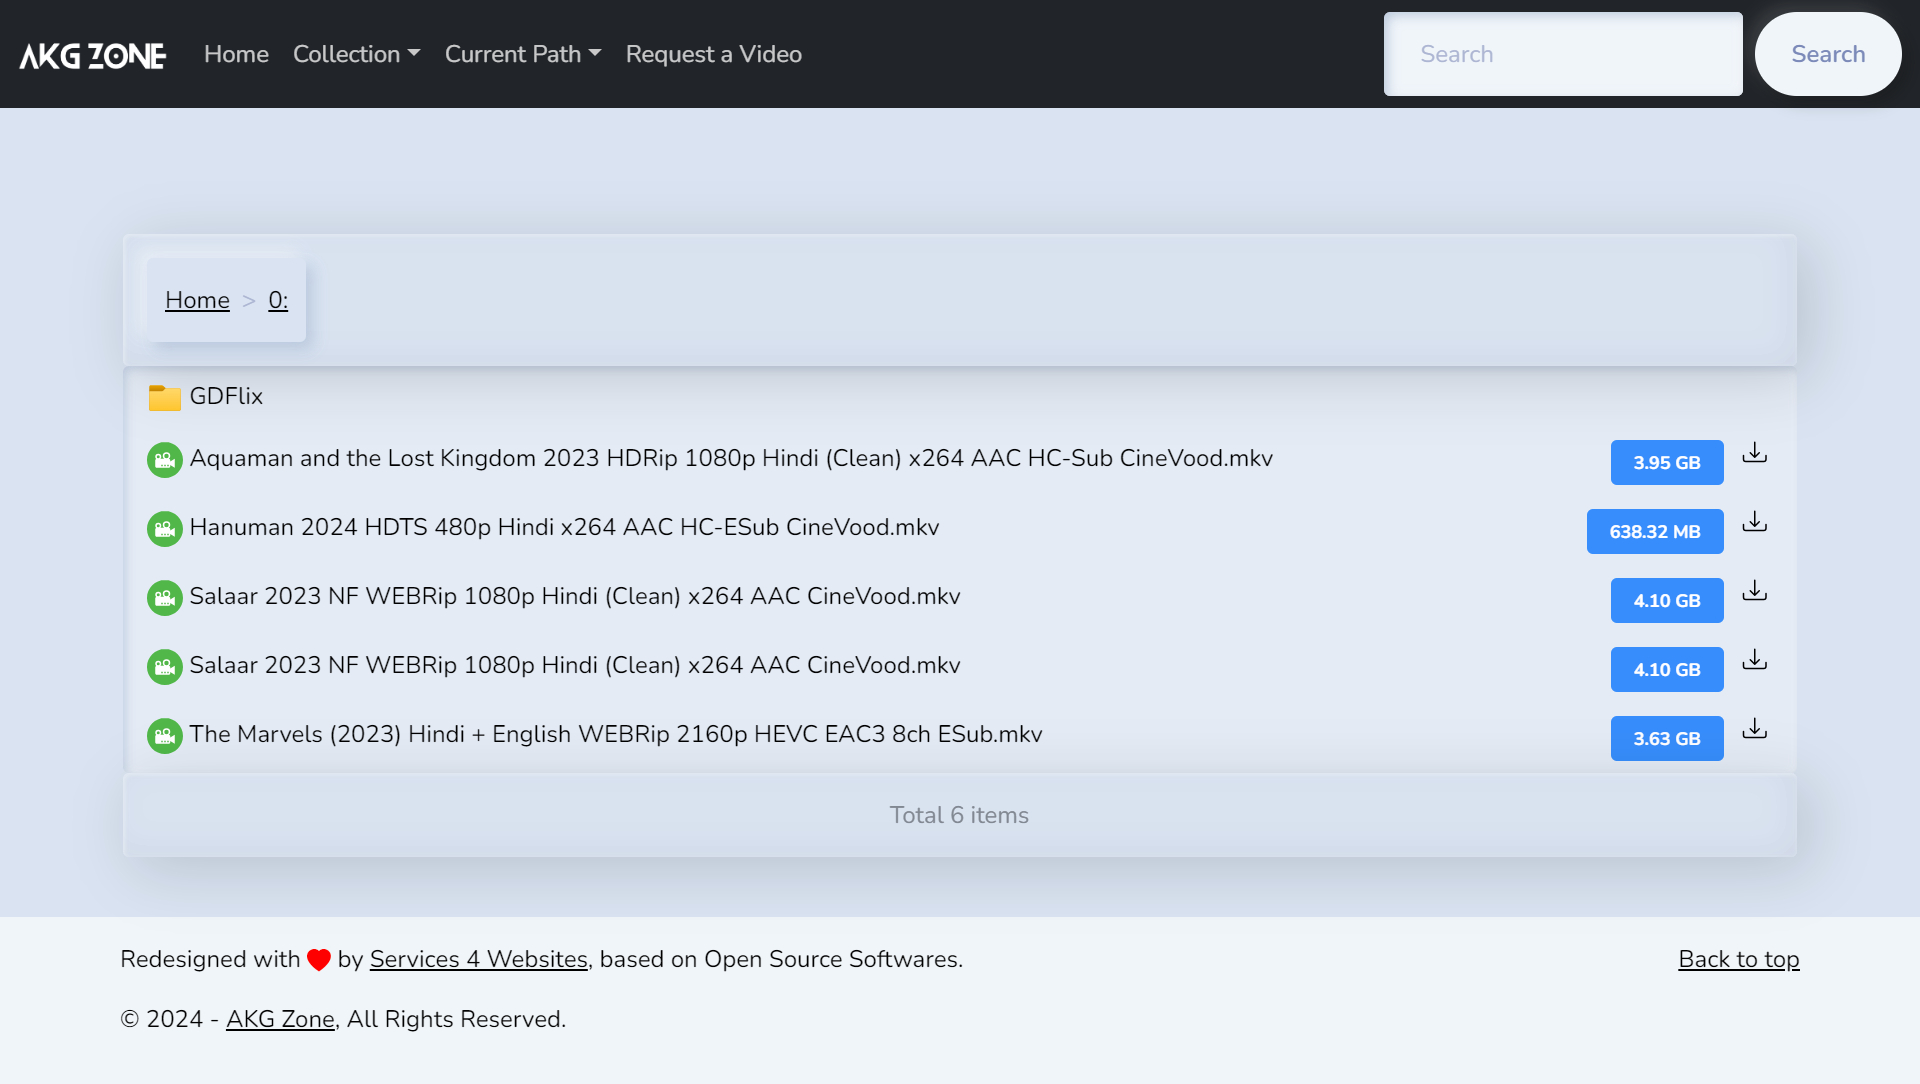 AKG ZONE Home Collection Current Path Request a Video Search Search
Home > 0:
GDFlix
Aquaman and the Lost Kingdom 2023 HDRip 1080p Hindi (Clean) x264 AAC HC-Sub CineVood.mkv 3.95 GB
Hanuman 2024 HDTS 480p Hindi x264 AAC HC-ESub CineVood.mkv 638.32 MB
Salaar 2023 NF WEBRip 1080p Hindi (Clean) x264 AAC CineVood.mkv 4.10 GB
Salaar 2023 NF WEBRip 1080p Hindi (Clean) x264 AAC CineVood.mkv 4.10 GB
The Marvels (2023) Hindi + English WEBRip 2160p HEVC EAC3 8ch ESub.mkv 3.63 GB
Total 6 items
Redesigned with ❤ by Services 4 Websites, based on Open Source Softwares. Back to top
© 2024 - AKG Zone, All Rights Reserved.